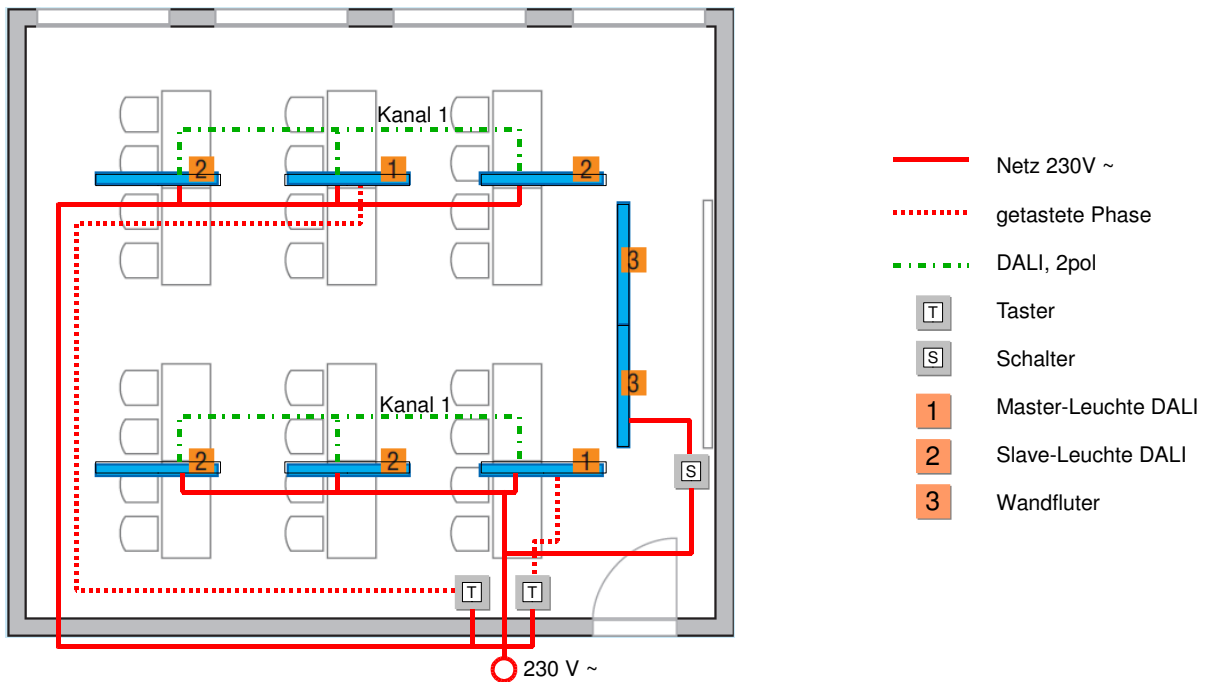 Kanal 1
2
1
2
3
3
Kanal 1
2
2
1
S
T
T
230 V ~
Netz 230V ~
getastete Phase
DALI, 2pol
T Taster
S Schalter
1 Master-Leuchte DALI
2 Slave-Leuchte DALI
3 Wandfluter